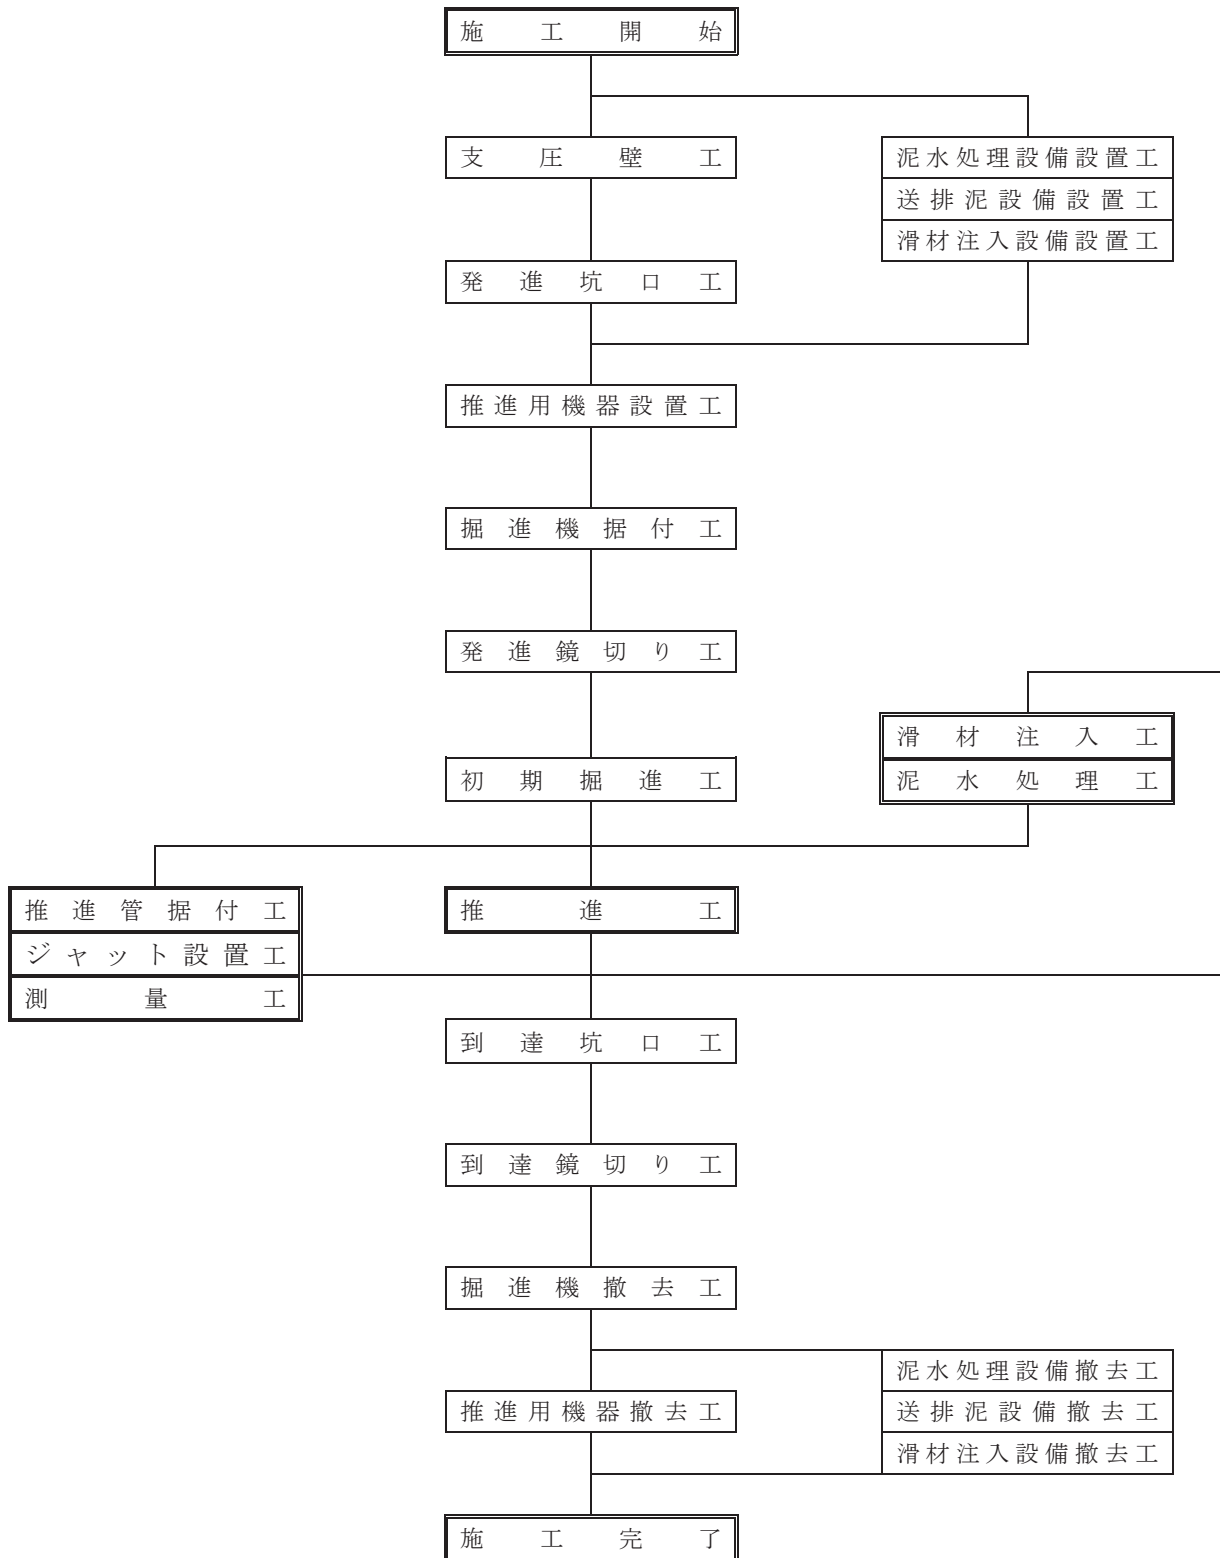 施工開始
支圧壁工
泥水処理設備設置工
送排泥設備設置工
滑材注入設備設置工
発進坑口工
推進用機器設置工
掘進機据付工
発進鏡切り工
滑材注入工
泥水処理工
初期掘進工
推進管据付工
ジャット設置工
測量工
推進工
到達坑口工
到達鏡切り工
掘進機撤去工
泥水処理設備撤去工
送排泥設備撤去工
滑材注入設備撤去工
推進用機器撤去工
施工完了